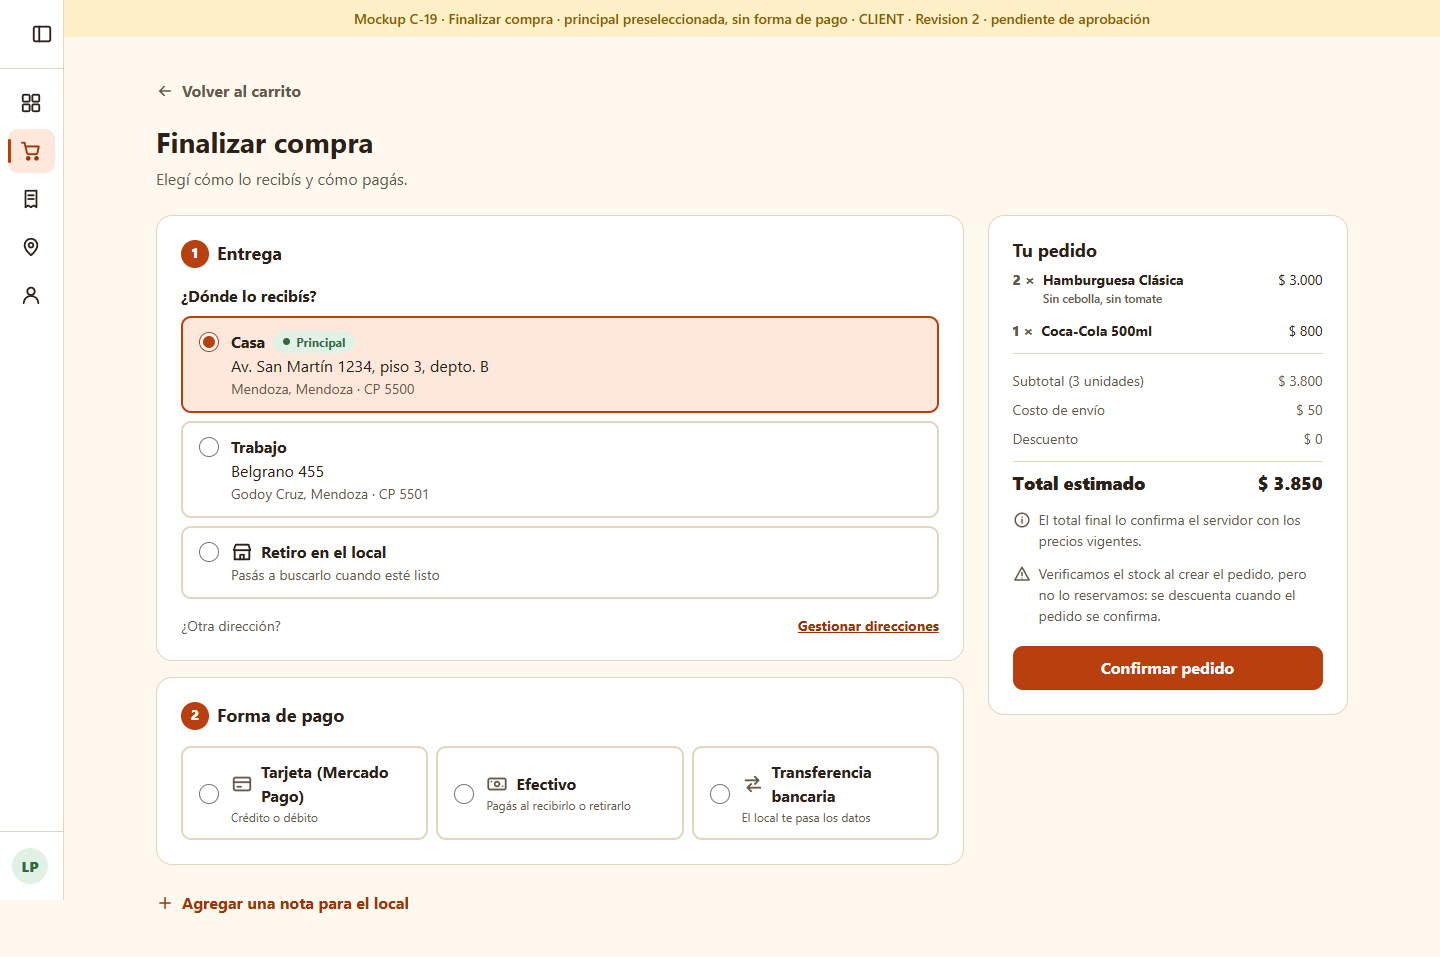 Mockup C-19 · Finalizar compra · principal preseleccionada, sin forma de pago · CLIENT · Revision 2 · pendiente de aprobación
Volver al carrito
Finalizar compra
Elegí cómo lo recibís y cómo pagás.
1 Entrega
¿Dónde lo recibís?
Casa Principal
Av. San Martín 1234, piso 3, depto. B
Mendoza, Mendoza · CP 5500
Trabajo
Belgrano 455
Godoy Cruz, Mendoza · CP 5501
Retiro en el local
Pasás a buscarlo cuando esté listo
¿Otra dirección? Gestionar direcciones
2 Forma de pago
Tarjeta (Mercado
Pago)
Crédito o débito
Efectivo
Pagás al recibirlo o retirarlo
Transferencia
bancaria
El local te pasa los datos
Agregar una nota para el local
Tu pedido
2 × Hamburguesa Clásica $ 3.000
Sin cebolla, sin tomate
1 × Coca-Cola 500ml $ 800
Subtotal (3 unidades) $ 3.800
Costo de envío $ 50
Descuento $ 0
Total estimado $ 3.850
El total final lo confirma el servidor con los
precios vigentes.
Verificamos el stock al crear el pedido, pero
no lo reservamos: se descuenta cuando el
pedido se confirma.
Confirmar pedido
LP